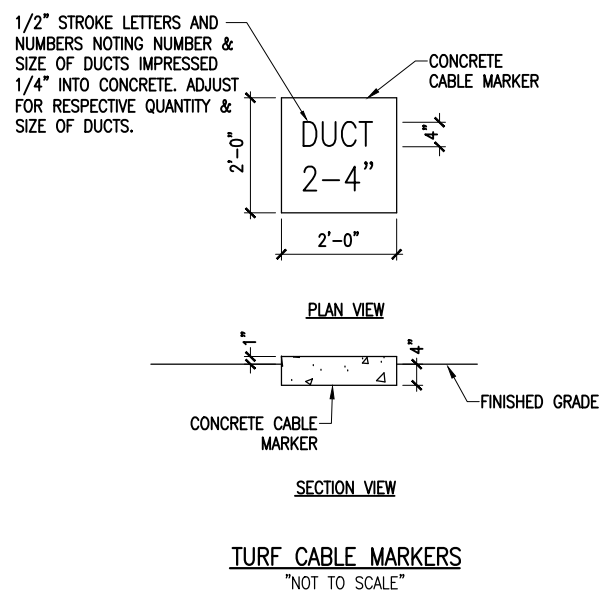 1/2" STROKE LETTERS AND
NUMBERS NOTING NUMBER &
SIZE OF DUCTS IMPRESSED
1/4" INTO CONCRETE. ADJUST
FOR RESPECTIVE QUANTITY &
SIZE OF DUCTS.
CONCRETE
CABLE MARKER
DUCT
2-4"
2'-0"
4"
2'-0"
PLAN VIEW
1"
4"
FINISHED GRADE
CONCRETE CABLE
MARKER
SECTION VIEW
TURF CABLE MARKERS
"NOT TO SCALE"